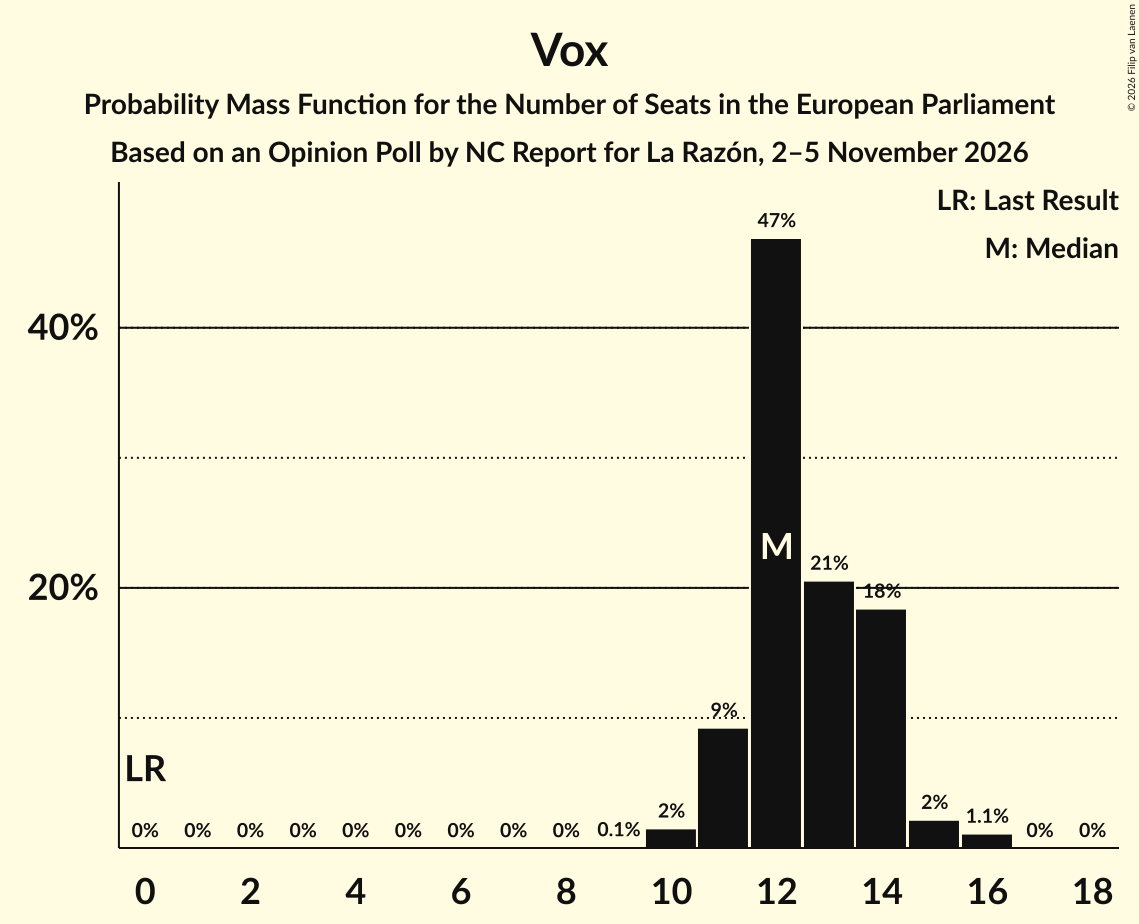 Vox
Probability Mass Function for the Number of Seats in the European Parliament
Based on an Opinion Poll by NC Report for La Razón, 2–5 November 2026
© 2026 Filip van Laenen
LR: Last Result
M: Median
47%
40%
M
21%
20%
18%
9%
LR
0% 0% 0% 0% 0% 0% 0% 0% 0% 0.1% 2% 2% 1.1% 0% 0%
0 2 4 6 8 10 12 14 16 18